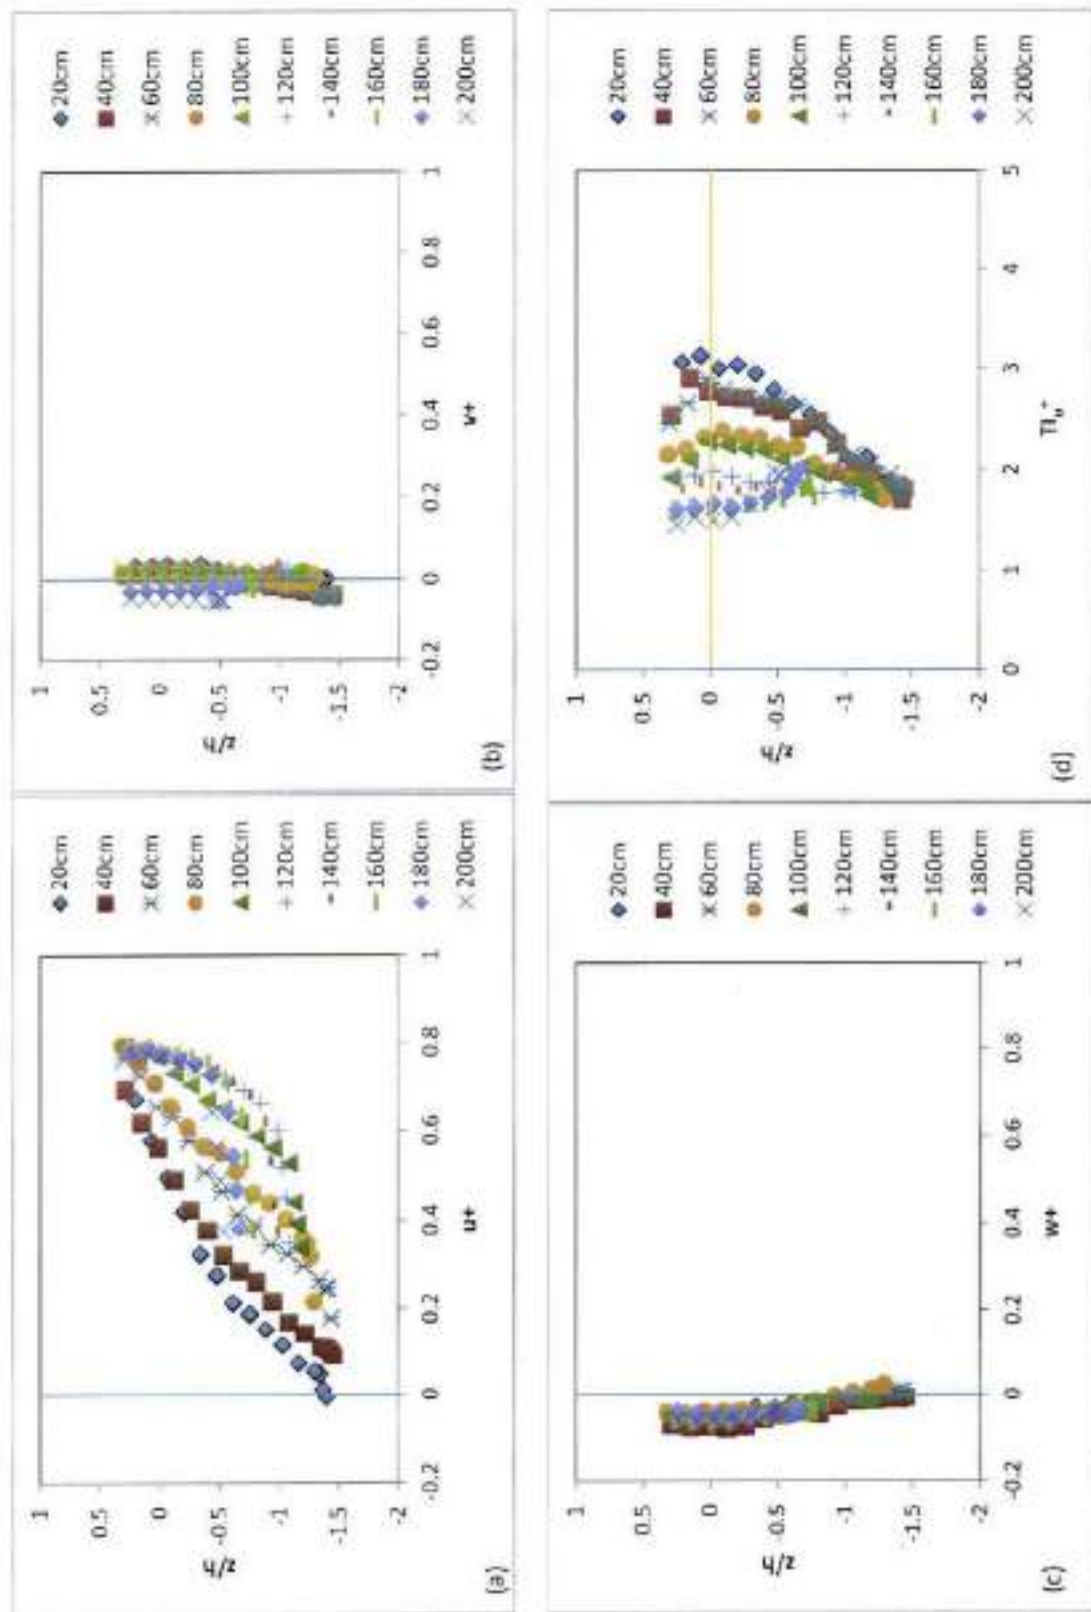 1
0.5
0
-0.5
-1
-1.5
-2
z/h
-0.2
0
0.2
0.4
0.6
0.8
1
u+
20cm
40cm
60cm
80cm
100cm
120cm
140cm
160cm
180cm
200cm
(a)
1
0.5
0
-0.5
-1
-1.5
-2
z/h
-0.2
0
0.2
0.4
0.6
0.8
1
v+
20cm
40cm
60cm
80cm
100cm
120cm
140cm
160cm
180cm
200cm
(b)
1
0.5
0
-0.5
-1
-1.5
-2
z/h
-0.2
0
0.2
0.4
0.6
0.8
1
w+
20cm
40cm
60cm
80cm
100cm
120cm
140cm
160cm
180cm
200cm
(c)
1
0.5
0
-0.5
-1
-1.5
-2
z/h
0
1
2
3
4
5
TIu+
20cm
40cm
60cm
80cm
100cm
120cm
140cm
160cm
180cm
200cm
(d)